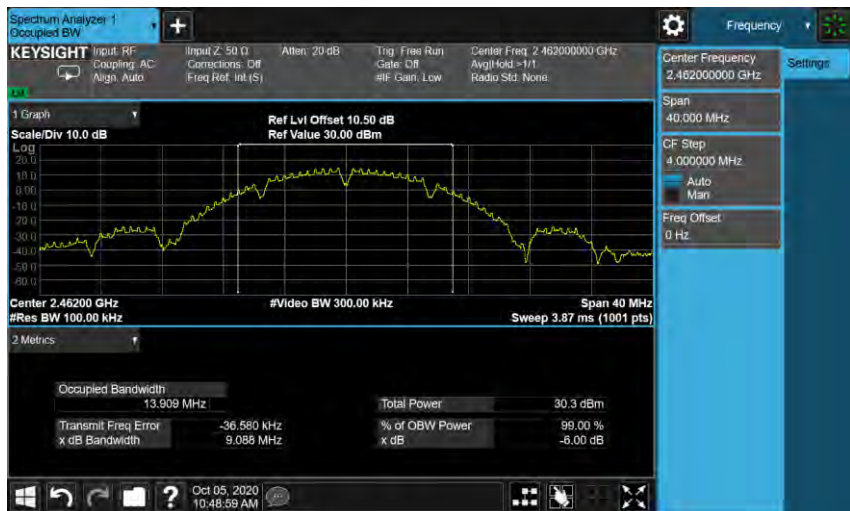 Spectrum Analyzer 1
Occupied BW
+
Frequency
KEYSIGHT
Input: RF
Coupling: AC
Align: Auto
Input Z: 50 Ω
Corrections: Off
Freq Ref: Int (S)
Atten: 20 dB
Trig: Free Run
Gate: Off
#IF Gain: Low
Center Freq: 2.462000000 GHz
Avg|Hold:>1/1
Radio Std: None
Center Frequency
2.462000000 GHz
Settings
Span
40.000 MHz
CF Step
4.000000 MHz
Auto
Man
Freq Offset
0 Hz
1 Graph
Scale/Div 10.0 dB
Ref Lvl Offset 10.50 dB
Ref Value 30.00 dBm
Log
20.0
10.0
0.00
-10.0
-20.0
-30.0
-40.0
-50.0
-60.0
Center 2.46200 GHz
#Video BW 300.00 kHz
Span 40 MHz
#Res BW 100.00 kHz
Sweep 3.87 ms (1001 pts)
2 Metrics
Occupied Bandwidth
13.909 MHz
Total Power 30.3 dBm
Transmit Freq Error -36.580 kHz
% of OBW Power 99.00 %
x dB Bandwidth 9.088 MHz
x dB -6.00 dB
?
Oct 05, 2020
10:48:59 AM